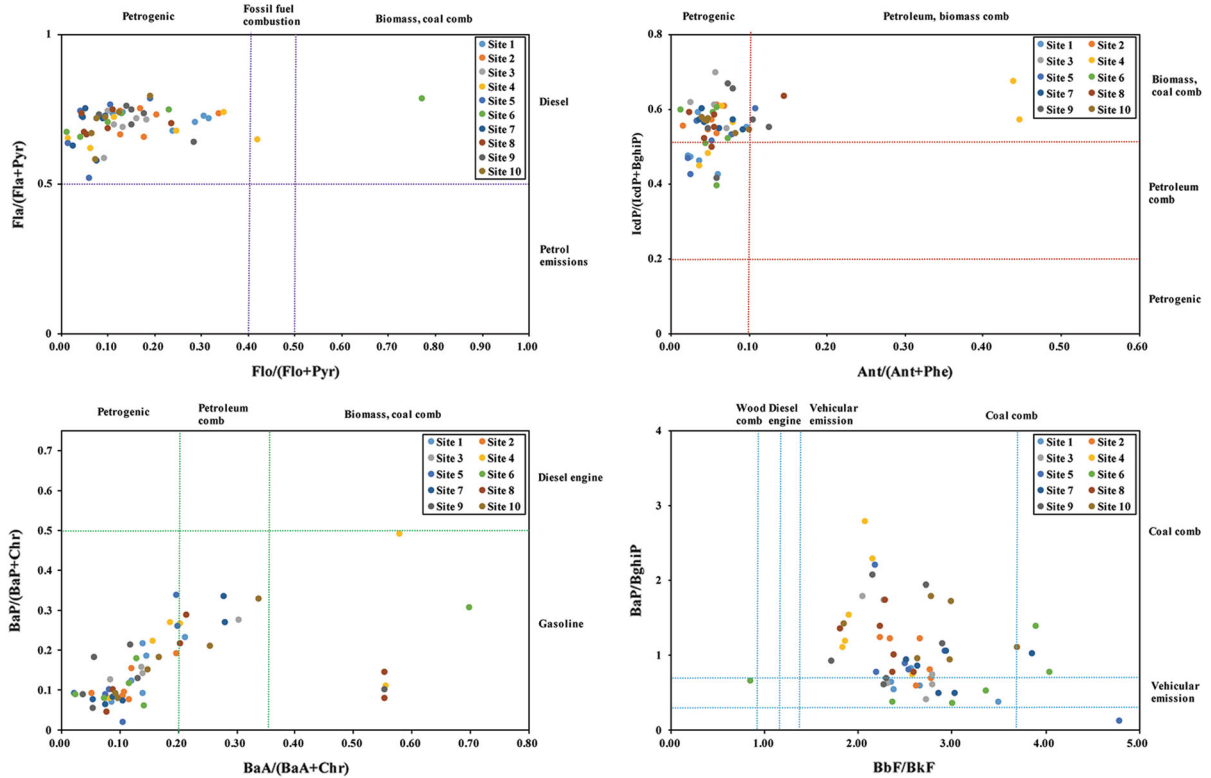 Petrogenic
Fossil fuel
combustion
Biomass, coal comb
1
0.5
0
Fla/(Fla+Pyr)
Site 1
Site 2
Site 3
Site 4
Site 5
Site 6
Site 7
Site 8
Site 9
Site 10
Diesel
Petrol
emissions
0.00 0.10 0.20 0.30 0.40 0.50 0.60 0.70 0.80 0.90 1.00
Flo/(Flo+Pyr)
Petrogenic
Petroleum, biomass comb
0.8
0.6
0.4
0.2
0.00
IcdP/(IcdP+BghiP)
Site 1 Site 2
Site 3 Site 4
Site 5 Site 6
Site 7 Site 8
Site 9 Site 10
Biomass,
coal comb
Petroleum
comb
Petrogenic
0.00 0.10 0.20 0.30 0.40 0.50 0.60
Ant/(Ant+Phe)
Petrogenic
Petroleum
comb
Biomass, coal comb
0.7
0.6
0.5
0.4
0.3
0.2
0.1
0.0
BaP/(BaP+Chr)
Site 1 Site 2
Site 3 Site 4
Site 5 Site 6
Site 7 Site 8
Site 9 Site 10
Diesel engine
Gasoline
0.00 0.10 0.20 0.30 0.40 0.50 0.60 0.70 0.80
BaA/(BaA+Chr)
Wood
comb
Diesel
engine
Vehicular
emission
Coal comb
4
3
2
1
0
BaP/BghiP
Site 1 Site 2
Site 3 Site 4
Site 5 Site 6
Site 7 Site 8
Site 9 Site 10
Coal comb
Vehicular
emission
0.00 1.00 2.00 3.00 4.00 5.00
BbF/BkF